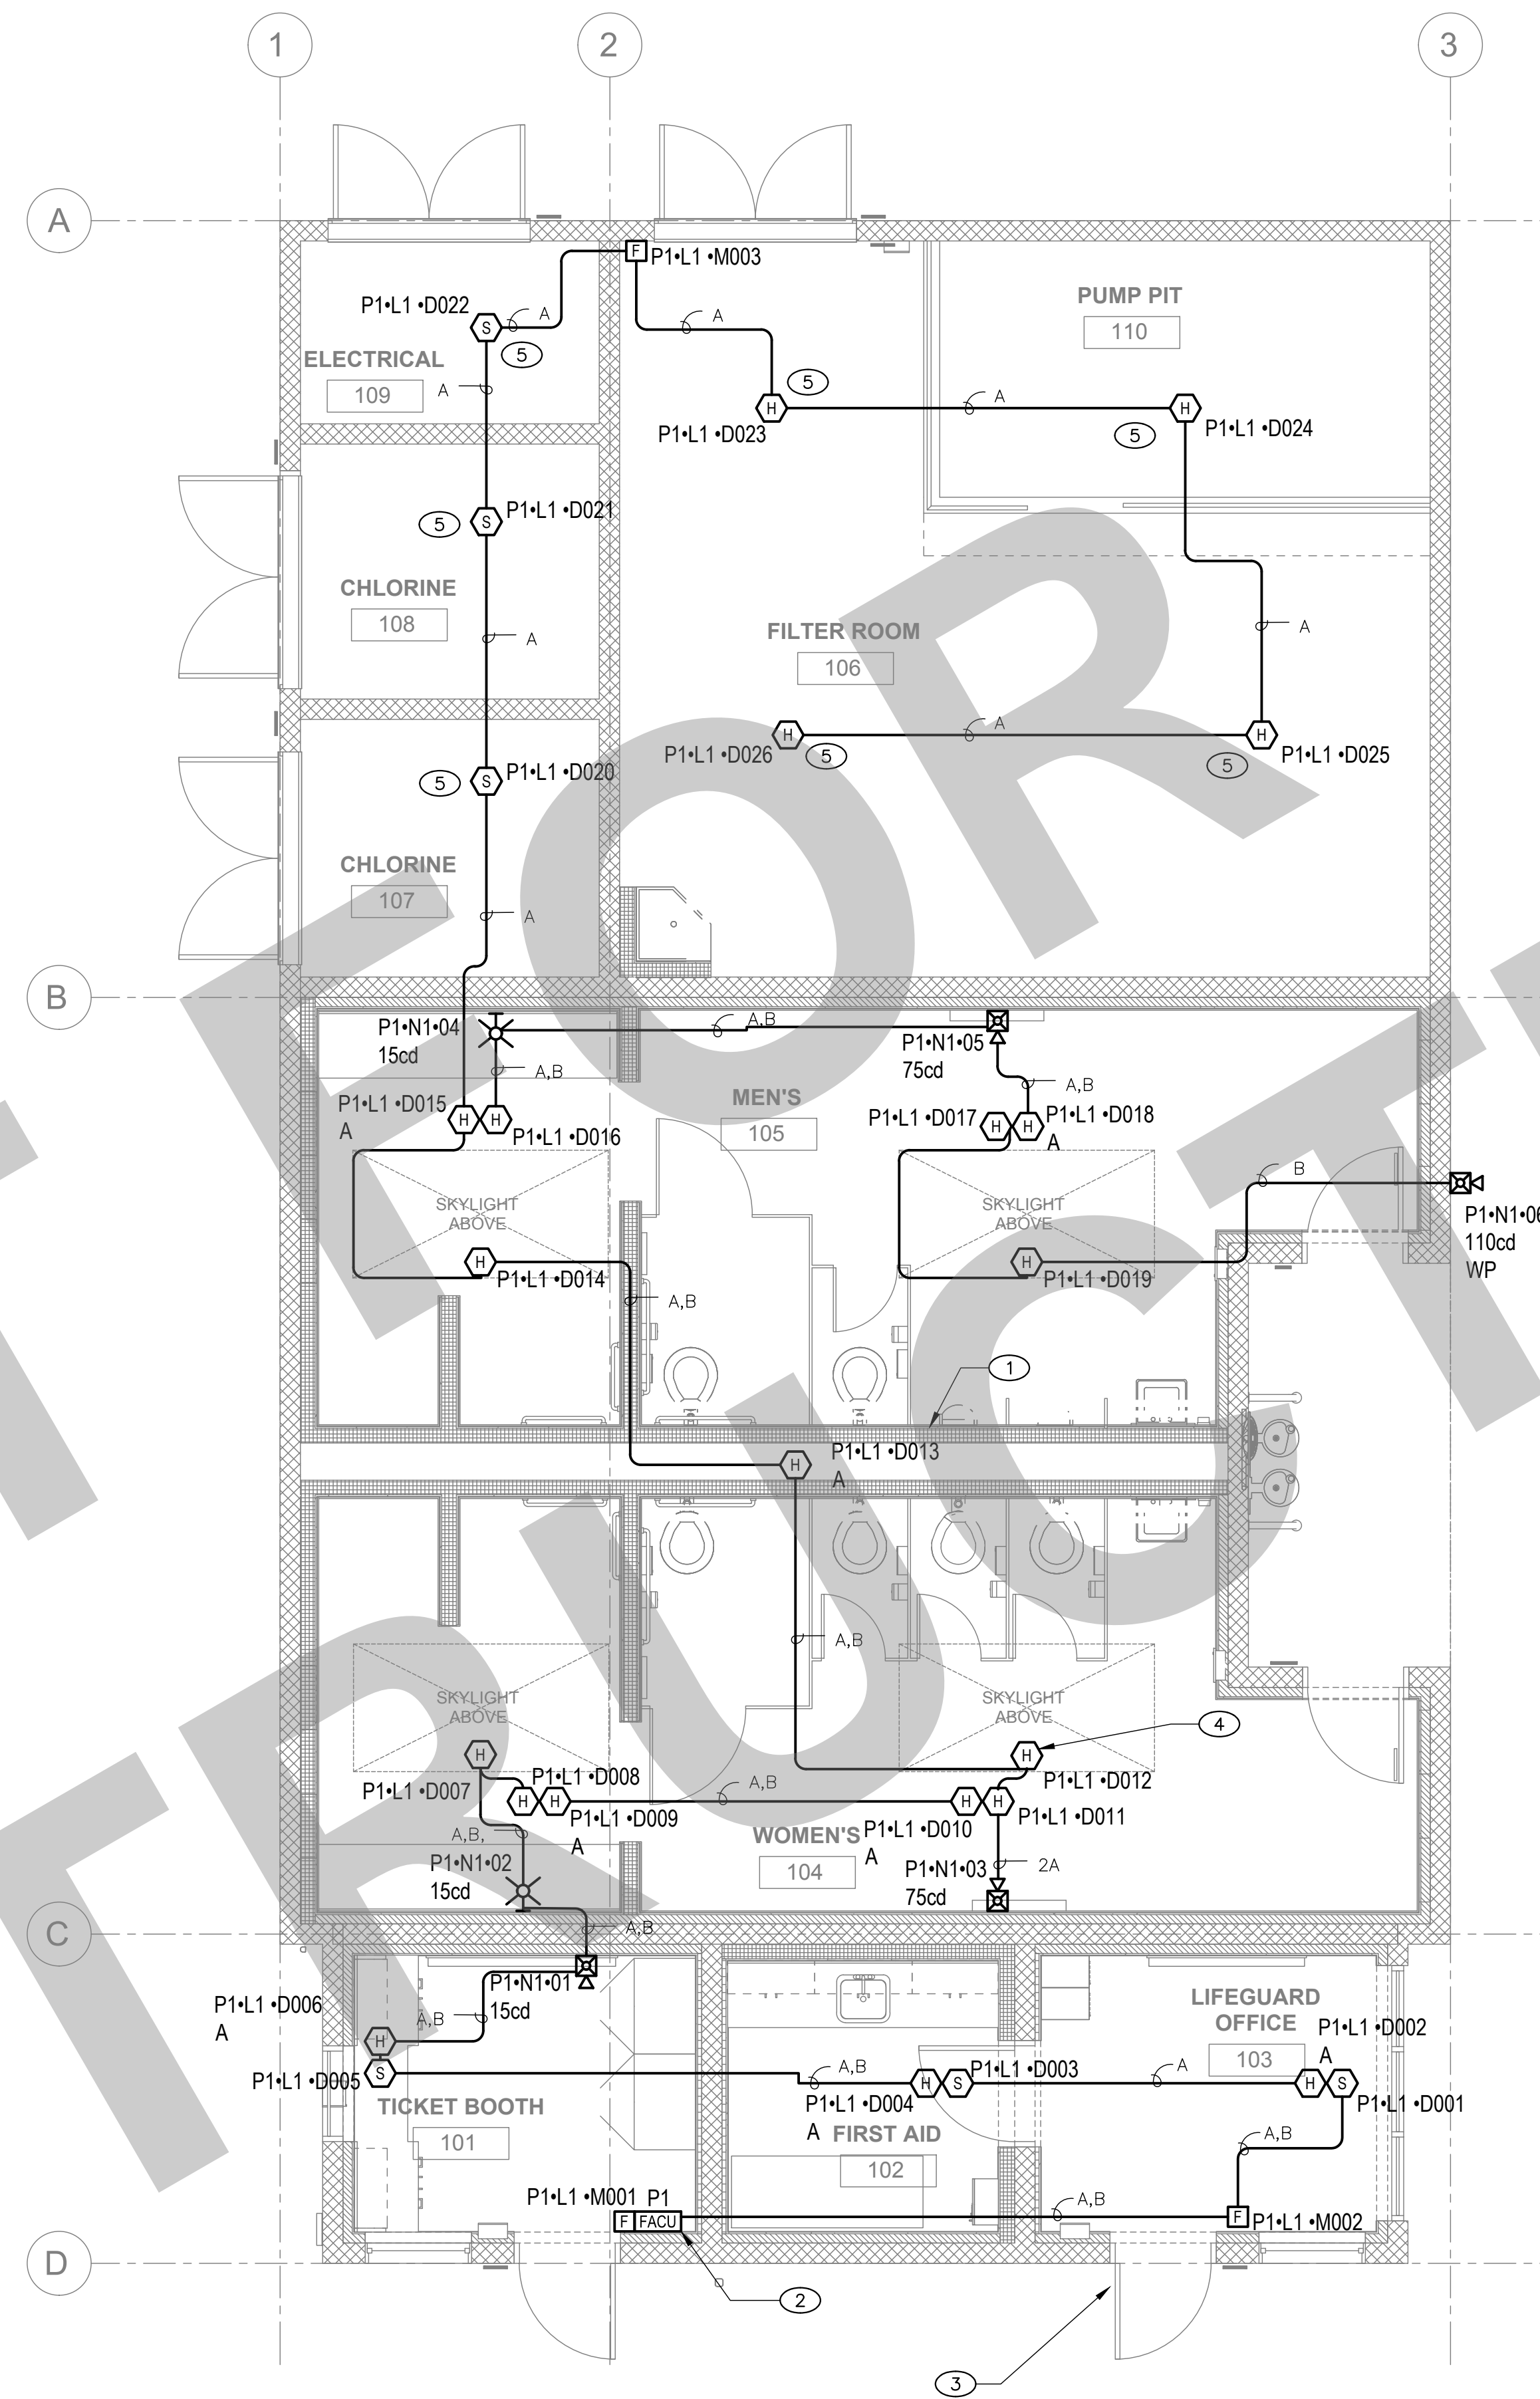 1
2
3
A
F
P1•L1 •M003
P1•L1 •D022
S
A
5
A
PUMP PIT
110
ELECTRICAL
109
A
5
H
P1•L1 •D023
A
H
5
P1•L1 •D024
5
S
P1•L1 •D021
CHLORINE
108
A
FILTER ROOM
106
A
H
P1•L1 •D026
5
A
H
5
P1•L1 •D025
5
S
P1•L1 •D020
CHLORINE
107
A
B
P1•N1•04
15cd
A,B
P1•N1•05
75cd
A,B
A,B
P1•L1 •D015
A
H
H
P1•L1 •D016
MEN'S
105
P1•L1 •D017
H
H
P1•L1 •D018
A
B
SKYLIGHT
ABOVE
SKYLIGHT
ABOVE
P1•N1•06
110cd
WP
H
P1•L1 •D014
H
P1•L1 •D019
A,B
1
H
P1•L1 •D013
A
A,B
SKYLIGHT
ABOVE
SKYLIGHT
ABOVE
4
H
P1•L1 •D007
P1•L1 •D008
H
H
P1•L1 •D009
A
A,B
H
P1•L1 •D012
H
H
P1•L1 •D011
P1•L1 •D010
A
A,B,
WOMEN'S
104
P1•N1•02
15cd
P1•N1•03
75cd
2A
C
A,B
P1•N1•01
15cd
P1•L1 •D006
A
A,B
H
S
P1•L1 •D005
LIFEGUARD
OFFICE
103
P1•L1 •D002
A
A,B
H
S
P1•L1 •D003
A
H
S
P1•L1 •D001
P1•L1 •D004
A
TICKET BOOTH
101
FIRST AID
102
A,B
P1•L1 •M001
P1
F
FACU
A,B
F
P1•L1 •M002
D
2
3
FOR
T
TRUCTI